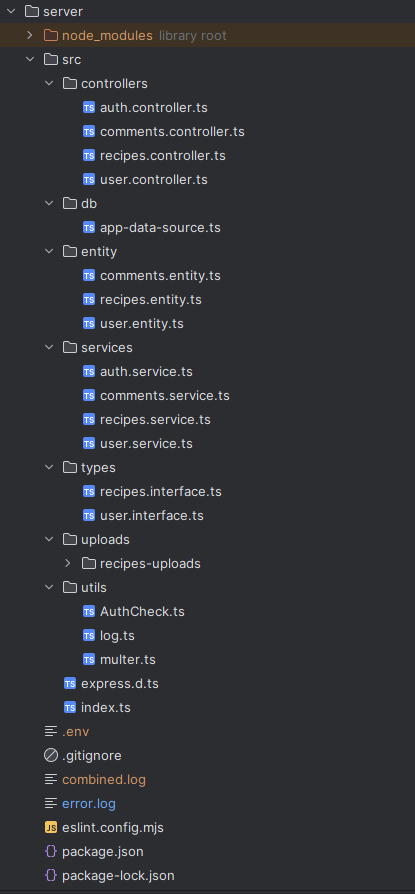 server
node_modules library root
src
controllers
TS auth.controller.ts
TS comments.controller.ts
TS recipes.controller.ts
TS user.controller.ts
db
TS app-data-source.ts
entity
TS comments.entity.ts
TS recipes.entity.ts
TS user.entity.ts
services
TS auth.service.ts
TS comments.service.ts
TS recipes.service.ts
TS user.service.ts
types
TS recipes.interface.ts
TS user.interface.ts
uploads
recipes-uploads
utils
TS AuthCheck.ts
TS log.ts
TS multer.ts
TS express.d.ts
TS index.ts
.env
.gitignore
combined.log
error.log
JS eslint.config.mjs
{} package.json
{} package-lock.json